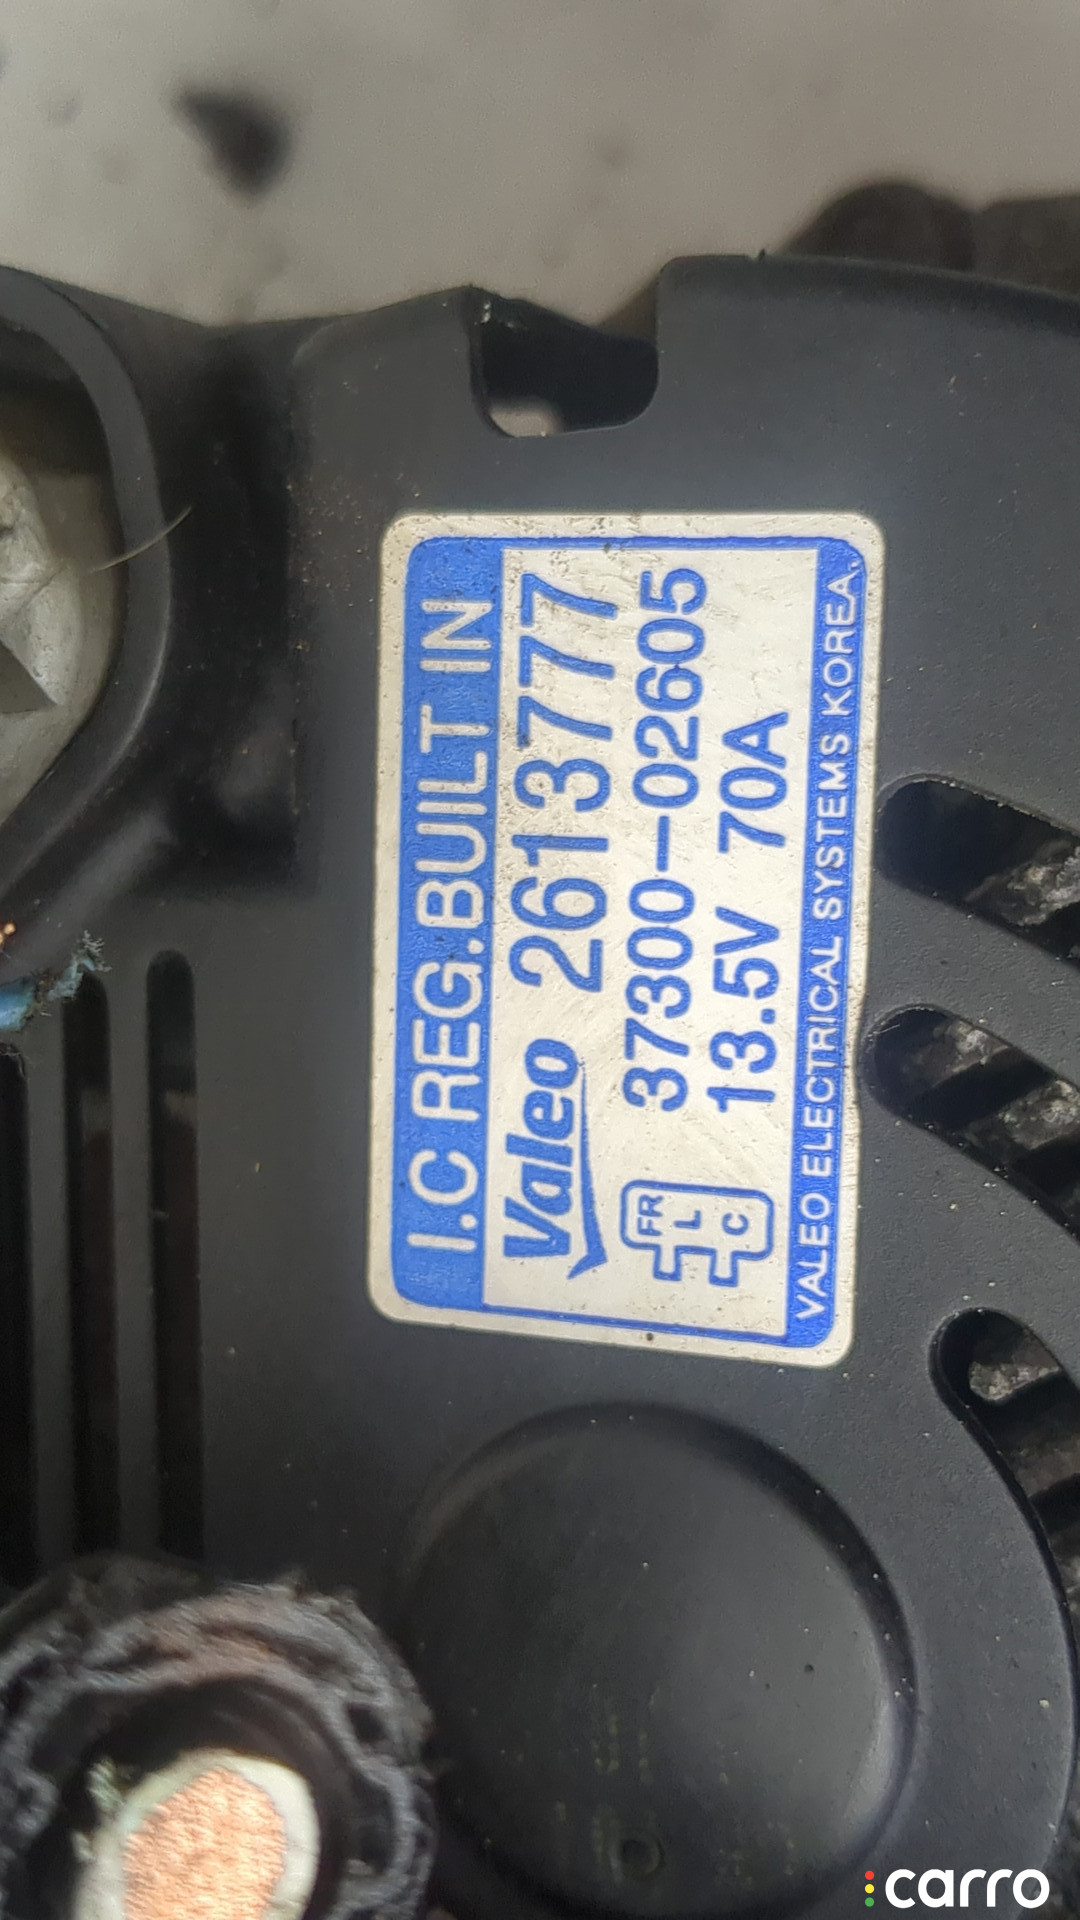 I.C REG.BUILT IN
Valeo 2613777
37300-02605
13.5V 70A
FR
L
C
VALEO ELECTRICAL SYSTEMS KOREA.
carro